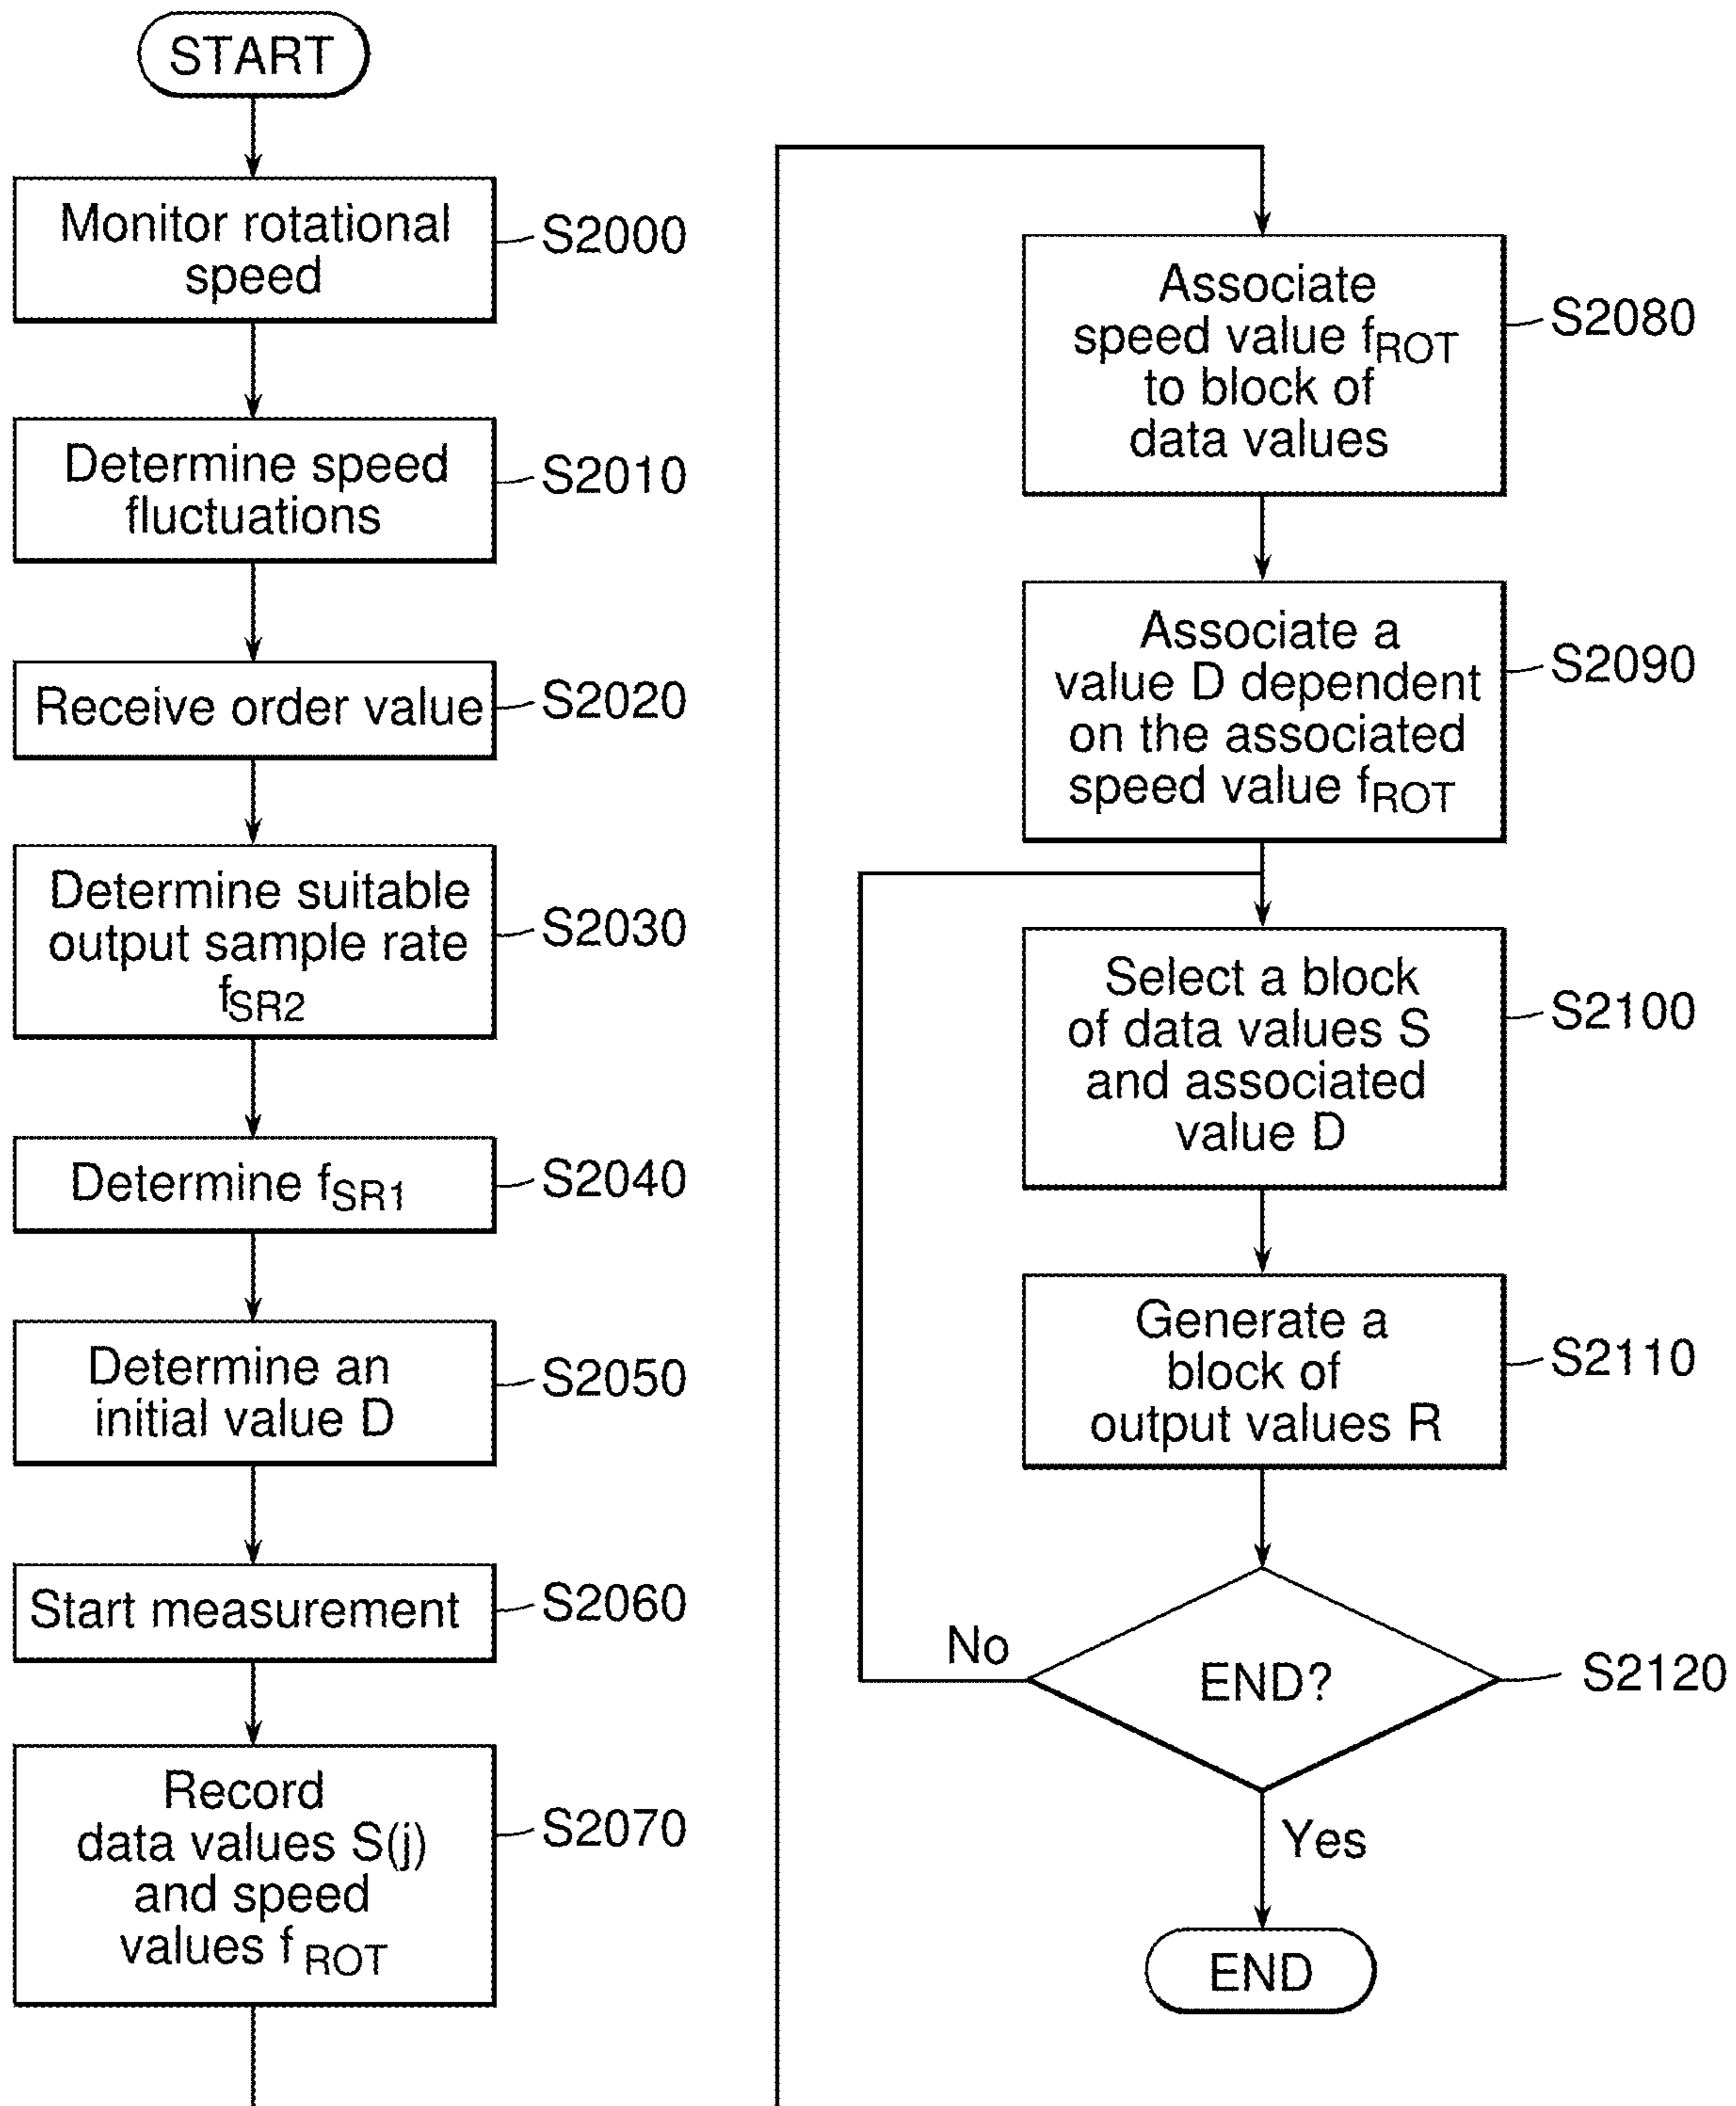 START
Monitor rotational
speed
S2000
Determine speed
fluctuations
S2010
Receive order value
S2020
Determine suitable
output sample rate
fSR2
S2030
Determine fSR1
S2040
Determine an
initial value D
S2050
Start measurement
S2060
Record
data values S(j)
and speed
values f ROT
S2070
Associate
speed value fROT
to block of
data values
S2080
Associate a
value D dependent
on the associated
speed value fROT
S2090
Select a block
of data values S
and associated
value D
S2100
Generate a
block of
output values R
S2110
No
END?
S2120
Yes
END